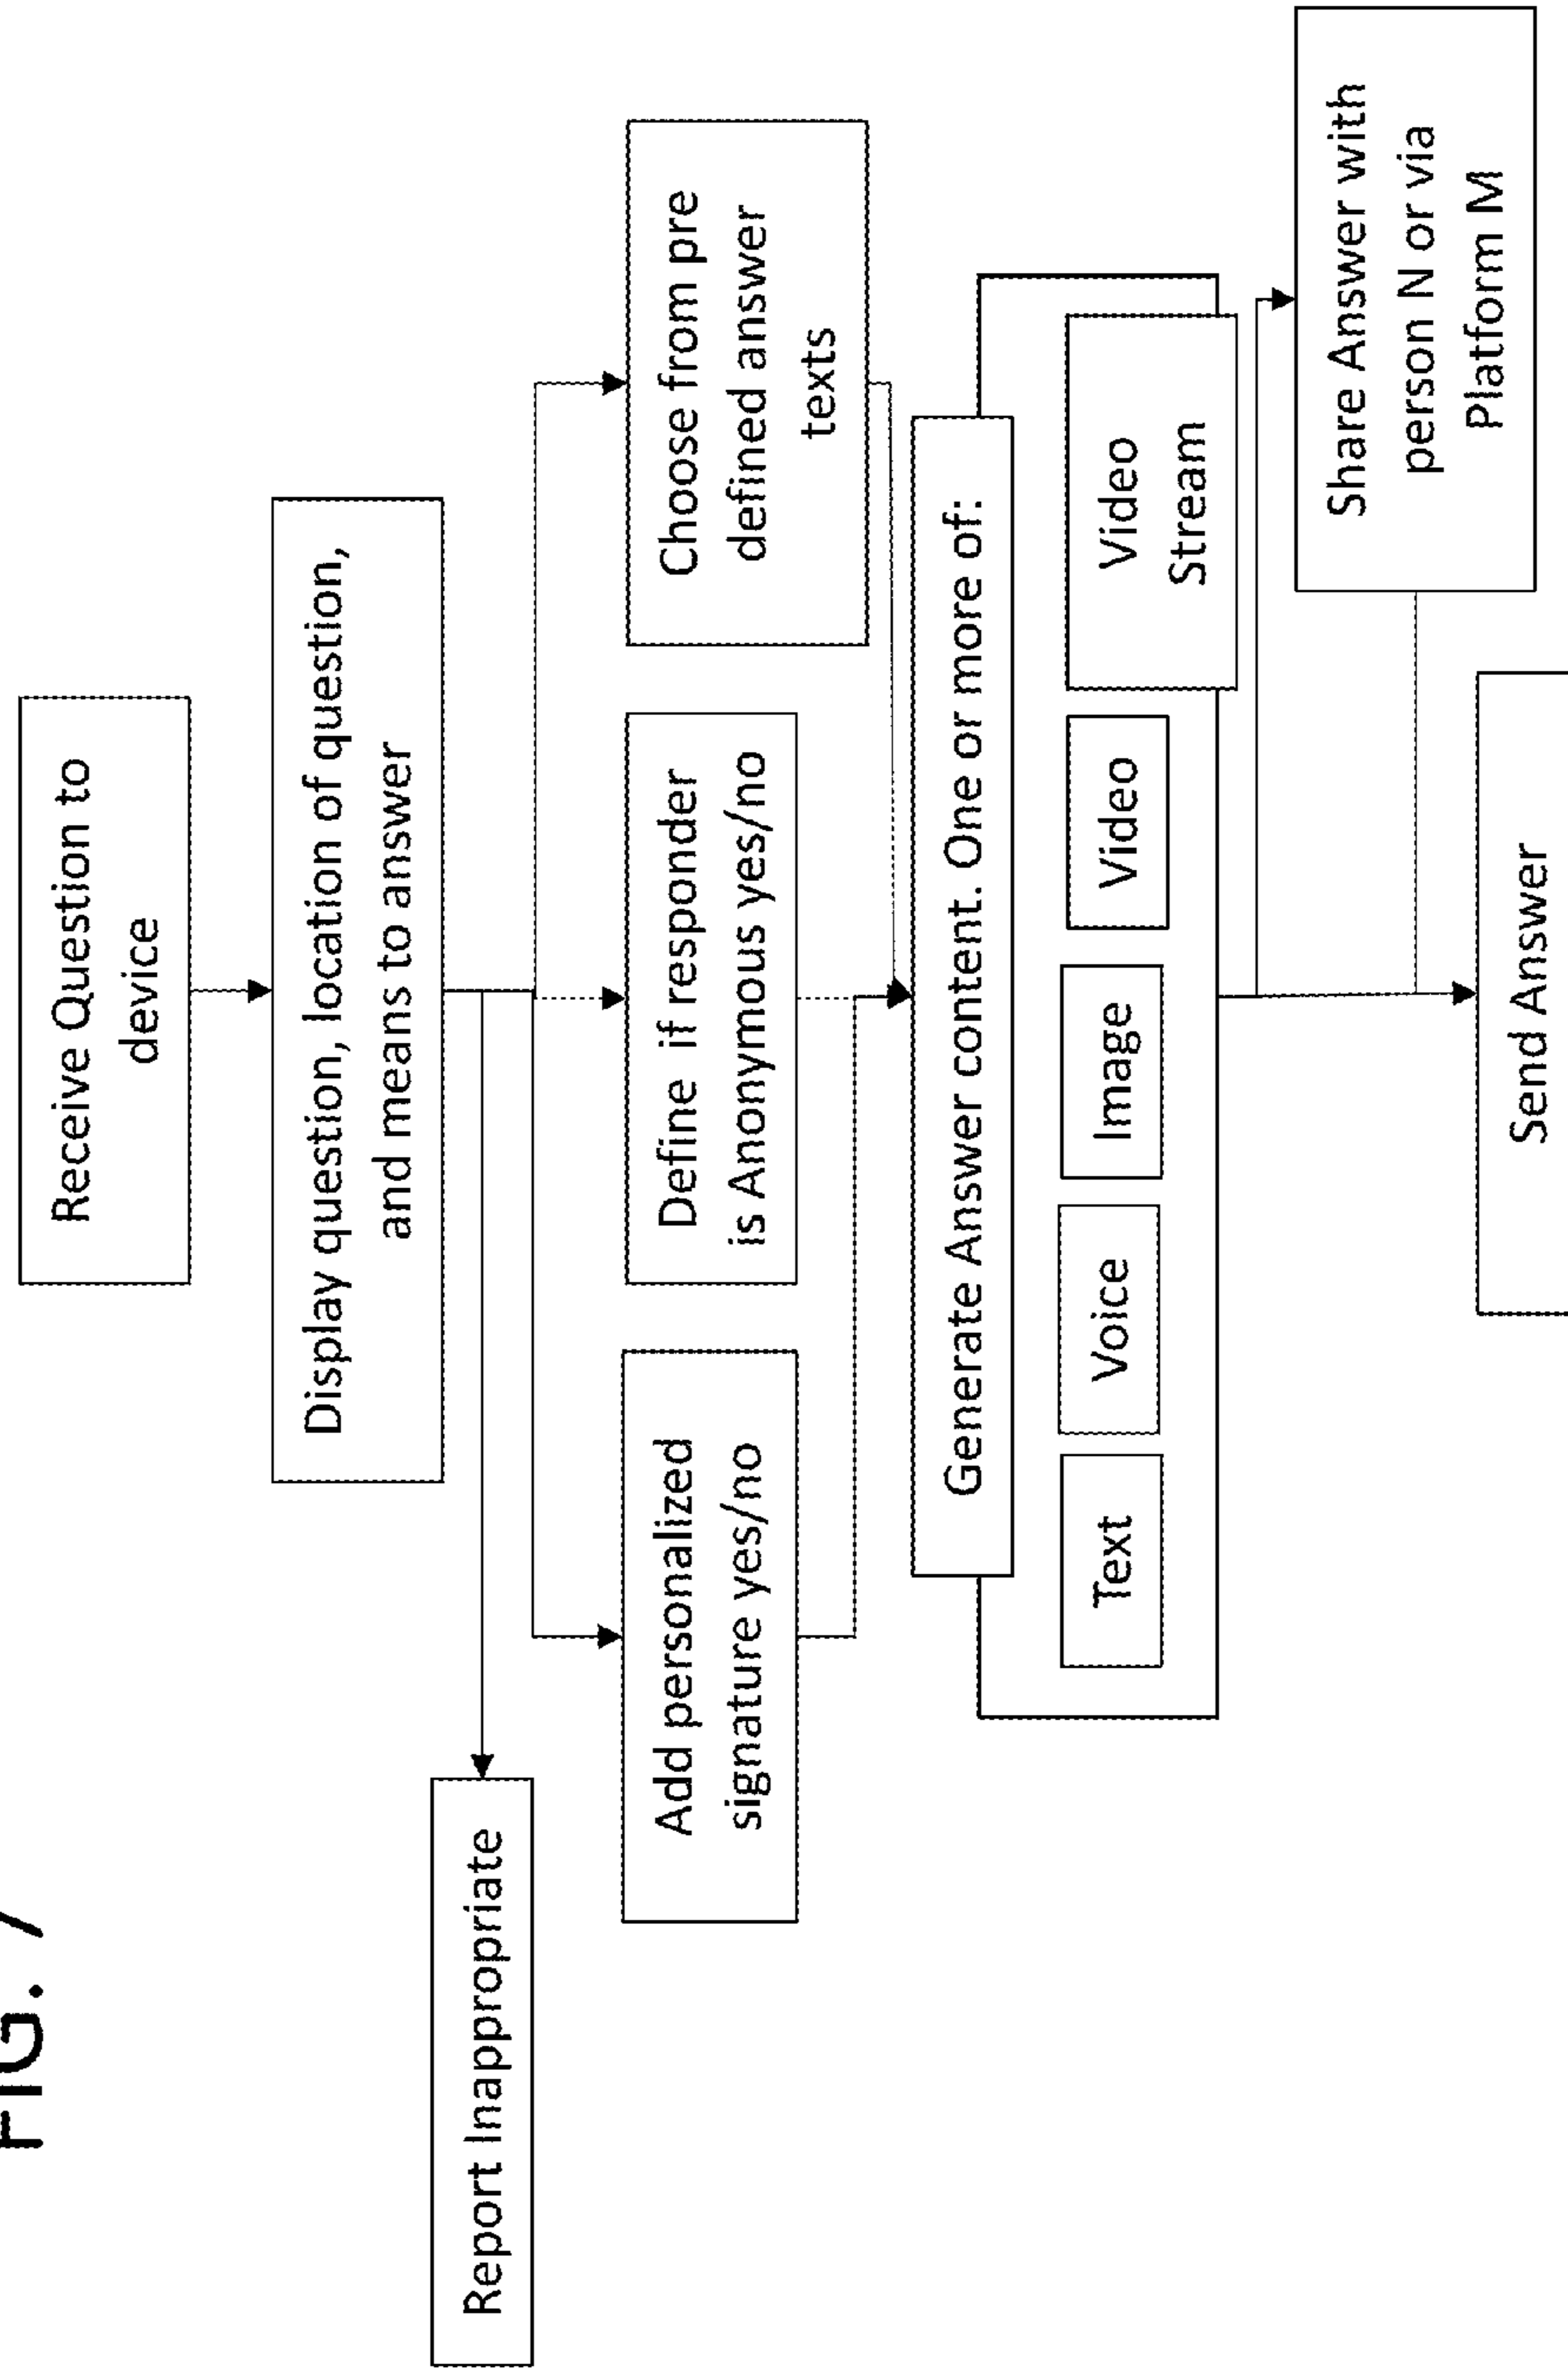 FIG. 7
Receive Question to
device
Display question, location of question,
and means to answer
Report Inappropriate
Add personalized
signature yes/no
Define if responder
is Anonymous yes/no
Choose from pre
defined answer
texts
Generate Answer content. One or more of:
Text
Voice
Image
Video
Video
Stream
Share Answer with
person N or via
Platform M
Send Answer